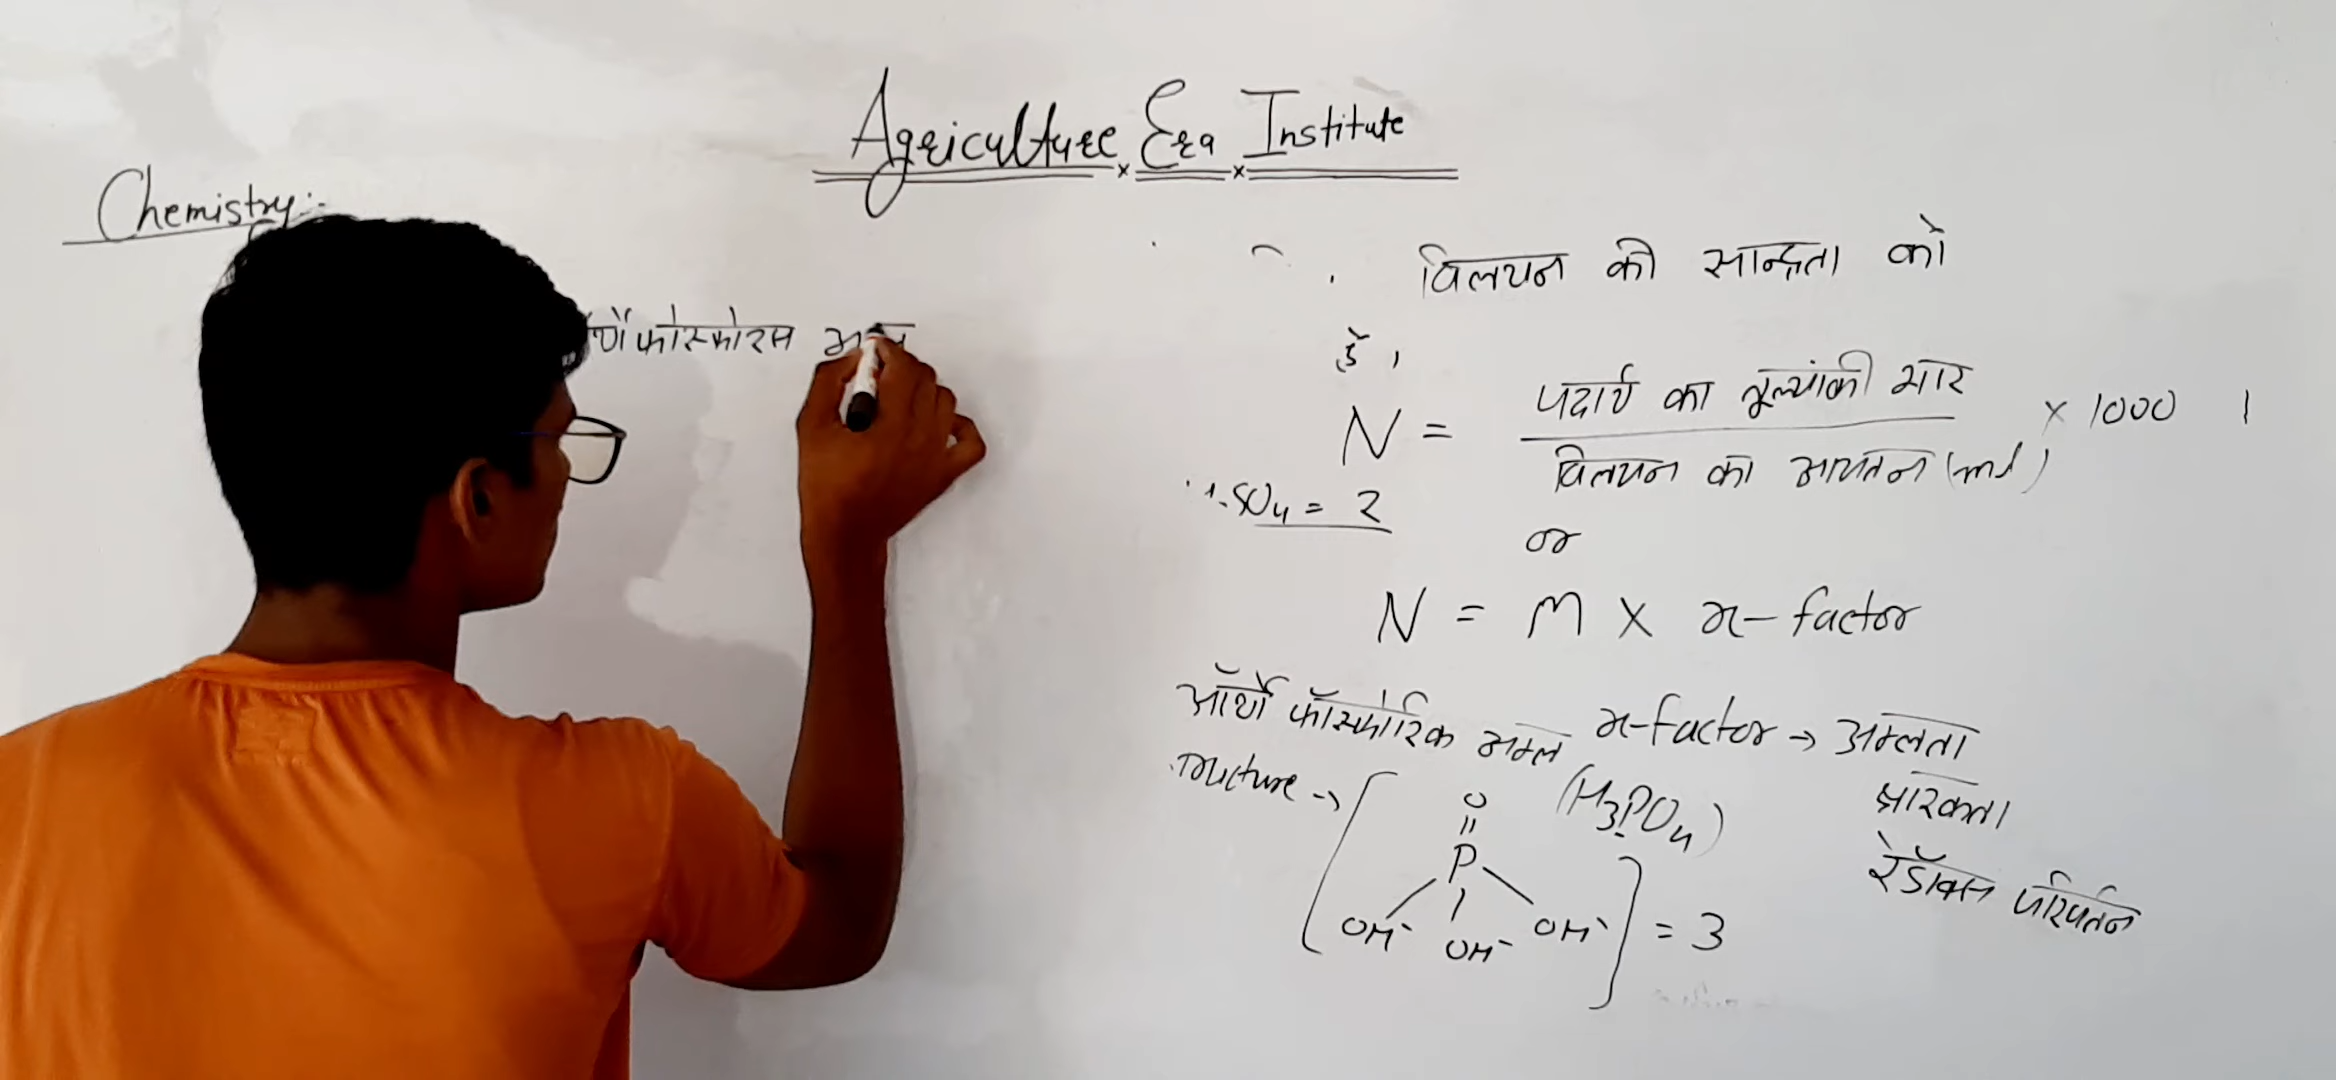 Agriculture Era Institute
Chemistry:-
फोस्फोरस
विलयन की सान्द्रता को
है ।
N = पदार्थ का तूल्यांकी भार
विलयन का आयतन (ml) × 1000
SO₄ = 2
or
N = M × x-factor
ऑर्थो फॉस्फोरिक अम्ल x-factor → अम्लता
(H₃PO₄) क्षारकता
रेडॉक्स परिवर्तन
O
||
P
OH⁻ OH⁻ OH⁻ = 3